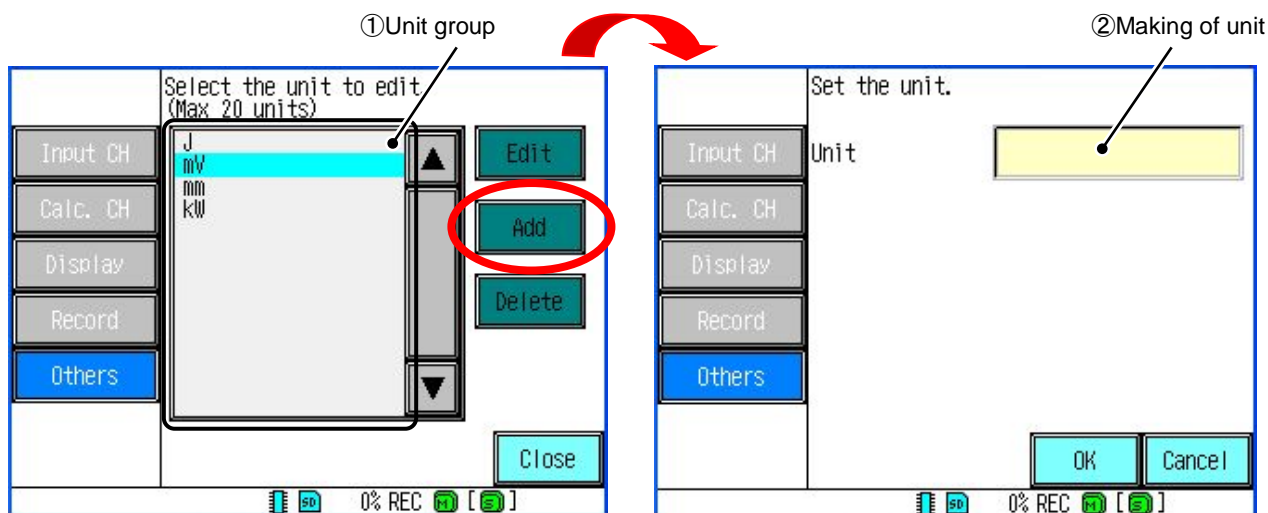 ①Unit group
②Making of unit
Select the unit to edit.
(Max 20 units)
Input CH
Calc. CH
Display
Record
Others
J
mV
mm
kW
▲
▼
Edit
Add
Delete
Close
SD 0% REC M [S]
Set the unit.
Input CH
Calc. CH
Display
Record
Others
Unit
OK
Cancel
SD 0% REC M [S]